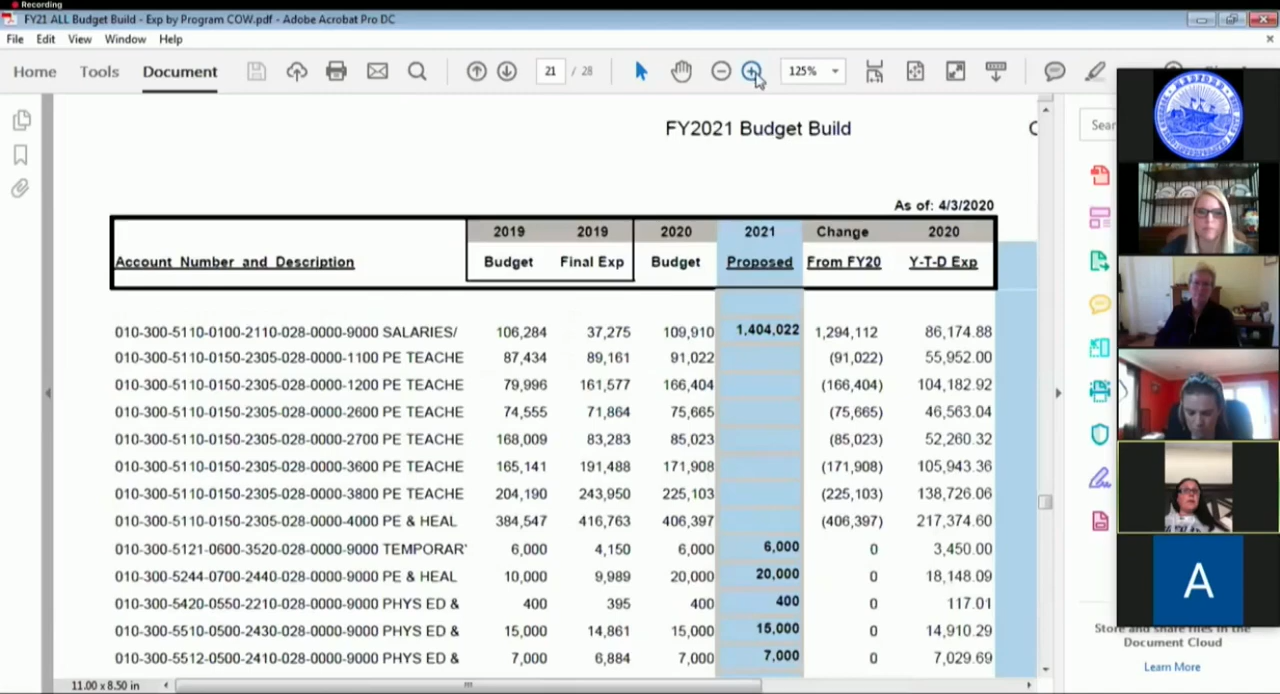 Recording
FY21 ALL Budget Build - Exp by Program COW.pdf - Adobe Acrobat Pro DC
File Edit View Window Help
Home Tools Document 21 / 28 125%
FY2021 Budget Build
As of: 4/3/2020
2019 2019 2020 2021 Change 2020
Account Number and Description Budget Final Exp Budget Proposed From FY20 Y-T-D Exp
010-300-5110-0100-2110-028-0000-9000 SALARIES/ 106,284 37,275 109,910 1,404,022 1,294,112 86,174.88
010-300-5110-0150-2305-028-0000-1100 PE TEACHE 87,434 89,161 91,022 (91,022) 55,952.00
010-300-5110-0150-2305-028-0000-1200 PE TEACHE 79,996 161,577 166,404 (166,404) 104,182.92
010-300-5110-0150-2305-028-0000-2600 PE TEACHE 74,555 71,864 75,665 (75,665) 46,563.04
010-300-5110-0150-2305-028-0000-2700 PE TEACHE 168,009 83,283 85,023 (85,023) 52,260.32
010-300-5110-0150-2305-028-0000-3600 PE TEACHE 165,141 191,488 171,908 (171,908) 105,943.36
010-300-5110-0150-2305-028-0000-3800 PE TEACHE 204,190 243,950 225,103 (225,103) 138,726.06
010-300-5110-0150-2305-028-0000-4000 PE & HEAL 384,547 416,763 406,397 (406,397) 217,374.60
010-300-5121-0600-3520-028-0000-9000 TEMPORAR' 6,000 4,150 6,000 6,000 0 3,450.00
010-300-5244-0700-2440-028-0000-9000 PE & HEAL 10,000 9,989 20,000 20,000 0 18,148.09
010-300-5420-0550-2210-028-0000-9000 PHYS ED & 400 395 400 400 0 117.01
010-300-5510-0500-2430-028-0000-9000 PHYS ED & 15,000 14,861 15,000 15,000 0 14,910.29
010-300-5512-0500-2410-028-0000-9000 PHYS ED & 7,000 6,884 7,000 7,000 0 7,029.69
11.00 x 8.50 in
Sear
MEDFORD
A
Store and share files in the
Document Cloud
Learn More